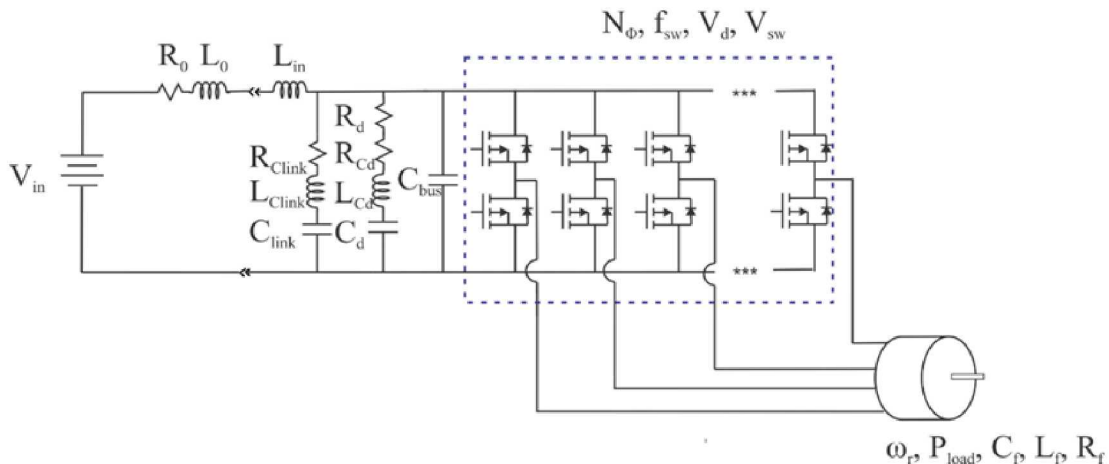 N_Φ, f_sw, V_d, V_sw
R_0 L_0 L_in
R_d
R_Clink R_Cd
L_Clink L_Cd C_bus
C_link C_d
V_in
***
***
ω_r, P_load, C_f, L_f, R_f